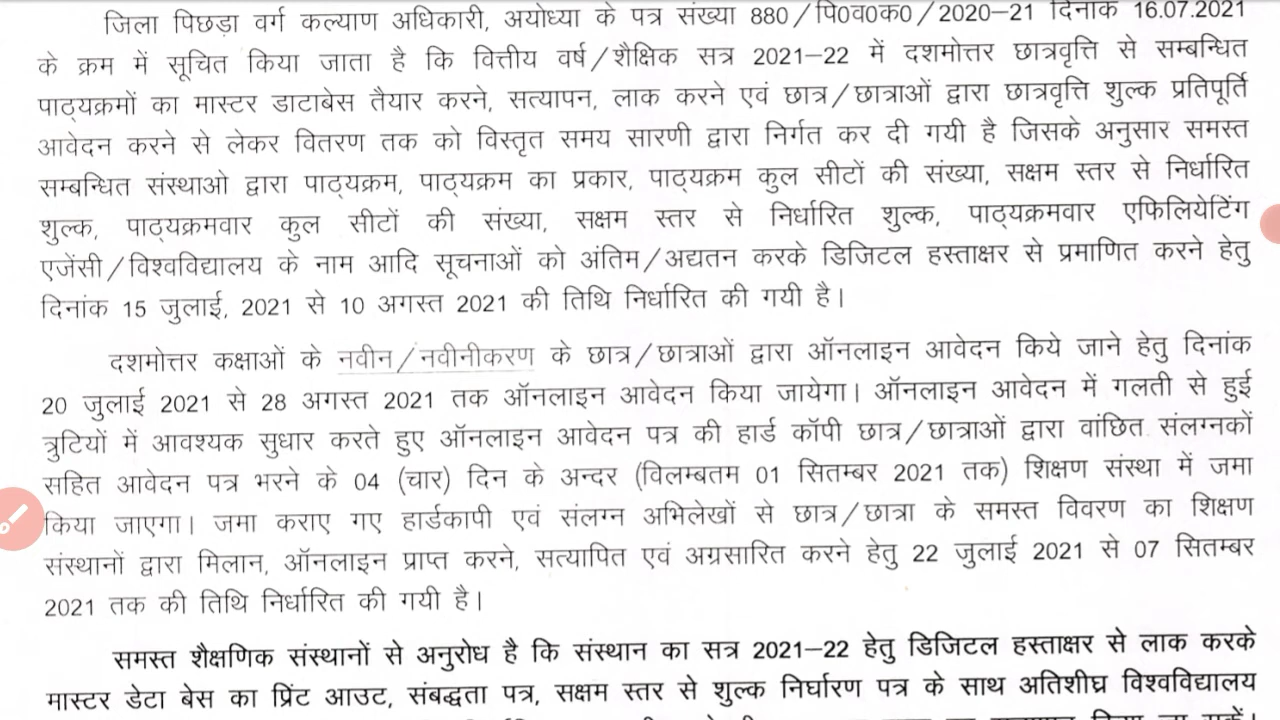 जिला पिछड़ा वर्ग कल्याण अधिकारी, अयोध्या के पत्र संख्या 880/पि0व0क0/2020–21 दिनांक 16.07.2021
के क्रम में सूचित किया जाता है कि वित्तीय वर्ष/शैक्षिक सत्र 2021–22 में दशमोत्तर छात्रवृत्ति से सम्बन्धित
पाठ्यक्रमों का मास्टर डाटाबेस तैयार करने, सत्यापन, लाक करने एवं छात्र/छात्राओं द्वारा छात्रवृत्ति शुल्क प्रतिपूर्ति
आवेदन करने से लेकर वितरण तक को विस्तृत समय सारणी द्वारा निर्गत कर दी गयी है जिसके अनुसार समस्त
सम्बन्धित संस्थाओ द्वारा पाठ्यक्रम, पाठ्यक्रम का प्रकार, पाठ्यक्रम कुल सीटों की संख्या, सक्षम स्तर से निर्धारित
शुल्क, पाठ्यक्रमवार कुल सीटों की संख्या, सक्षम स्तर से निर्धारित शुल्क, पाठ्यक्रमवार एफिलियेटिंग
एजेंसी/विश्वविद्यालय के नाम आदि सूचनाओं को अंतिम/अद्यतन करके डिजिटल हस्ताक्षर से प्रमाणित करने हेतु
दिनांक 15 जुलाई, 2021 से 10 अगस्त 2021 की तिथि निर्धारित की गयी है।
दशमोत्तर कक्षाओं के नवीन/नवीनीकरण के छात्र/छात्राओं द्वारा ऑनलाइन आवेदन किये जाने हेतु दिनांक
20 जुलाई 2021 से 28 अगस्त 2021 तक ऑनलाइन आवेदन किया जायेगा। ऑनलाइन आवेदन में गलती से हुई
त्रुटियों में आवश्यक सुधार करते हुए ऑनलाइन आवेदन पत्र की हार्ड कॉपी छात्र/छात्राओं द्वारा वांछित संलग्नकों
सहित आवेदन पत्र भरने के 04 (चार) दिन के अन्दर (विलम्बतम 01 सितम्बर 2021 तक) शिक्षण संस्था में जमा
किया जाएगा। जमा कराए गए हार्डकापी एवं संलग्न अभिलेखों से छात्र/छात्रा के समस्त विवरण का शिक्षण
संस्थानों द्वारा मिलान, ऑनलाइन प्राप्त करने, सत्यापित एवं अग्रसारित करने हेतु 22 जुलाई 2021 से 07 सितम्बर
2021 तक की तिथि निर्धारित की गयी है।
समस्त शैक्षणिक संस्थानों से अनुरोध है कि संस्थान का सत्र 2021–22 हेतु डिजिटल हस्ताक्षर से लाक करके
मास्टर डेटा बेस का प्रिंट आउट, संबद्धता पत्र, सक्षम स्तर से शुल्क निर्घारण पत्र के साथ अतिशीघ्र विश्वविद्यालय